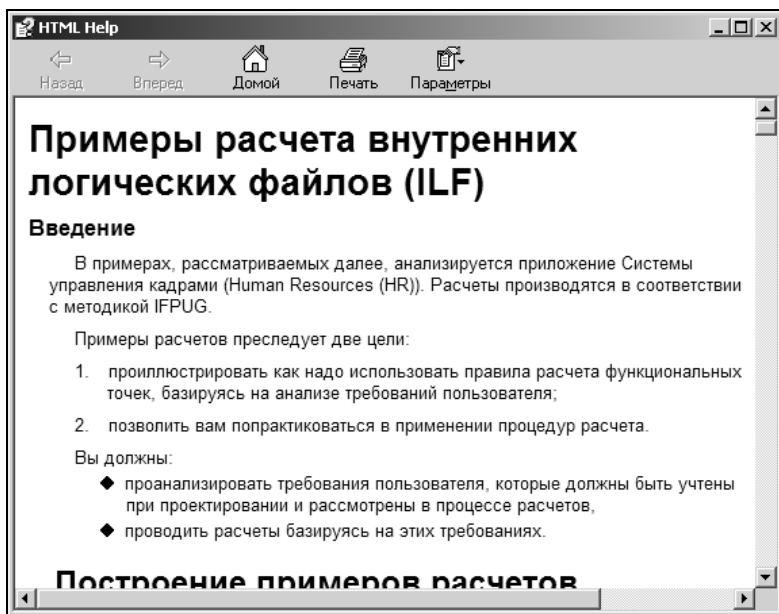 HTML Help
Назад Вперед Домой Печать Параметры
Примеры расчета внутренних
логических файлов (ILF)
Введение
В примерах, рассматриваемых далее, анализируется приложение Системы
управления кадрами (Human Resources (HR)). Расчеты производятся в соответствии
с методикой IFPUG.
Примеры расчетов преследует две цели:
1. проиллюстрировать как надо использовать правила расчета функциональных
точек, базируясь на анализе требований пользователя;
2. позволить вам попрактиковаться в применении процедур расчета.
Вы должны:
◆ проанализировать требования пользователя, которые должны быть учтены
при проектировании и рассмотрены в процессе расчетов,
◆ проводить расчеты базируясь на этих требованиях.
Построение примеров расчетов